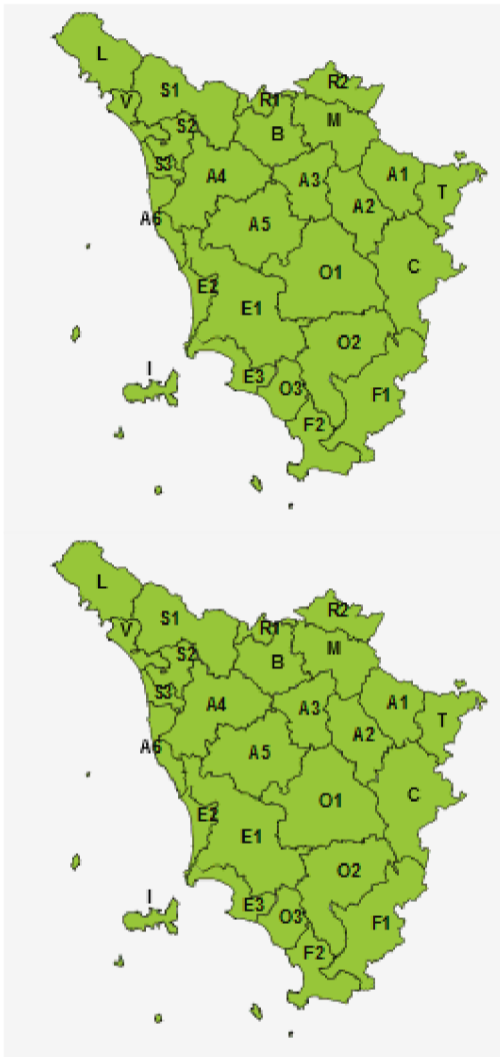 L
R2
S1
R1
V
M
S2
B
S3
A4
A3
A1
A2
T
A6
A5
C
O1
E2
E1
O2
I
E3
O3
F1
F2
L
R2
S1
R1
V
M
S2
B
S3
A4
A3
A1
A2
T
A6
A5
C
O1
E2
E1
O2
I
E3
O3
F1
F2